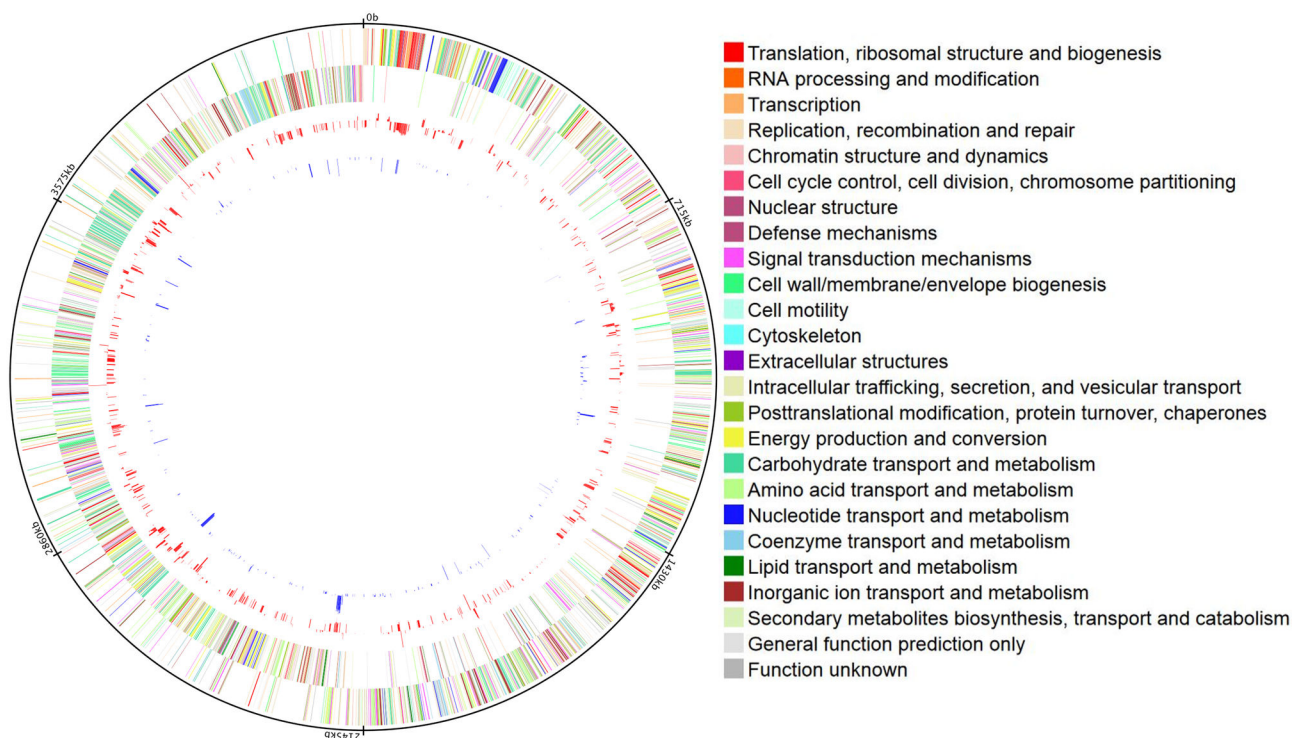 0b
715kb
1430kb
2145kb
2860kb
3575kb
Translation, ribosomal structure and biogenesis
RNA processing and modification
Transcription
Replication, recombination and repair
Chromatin structure and dynamics
Cell cycle control, cell division, chromosome partitioning
Nuclear structure
Defense mechanisms
Signal transduction mechanisms
Cell wall/membrane/envelope biogenesis
Cell motility
Cytoskeleton
Extracellular structures
Intracellular trafficking, secretion, and vesicular transport
Posttranslational modification, protein turnover, chaperones
Energy production and conversion
Carbohydrate transport and metabolism
Amino acid transport and metabolism
Nucleotide transport and metabolism
Coenzyme transport and metabolism
Lipid transport and metabolism
Inorganic ion transport and metabolism
Secondary metabolites biosynthesis, transport and catabolism
General function prediction only
Function unknown